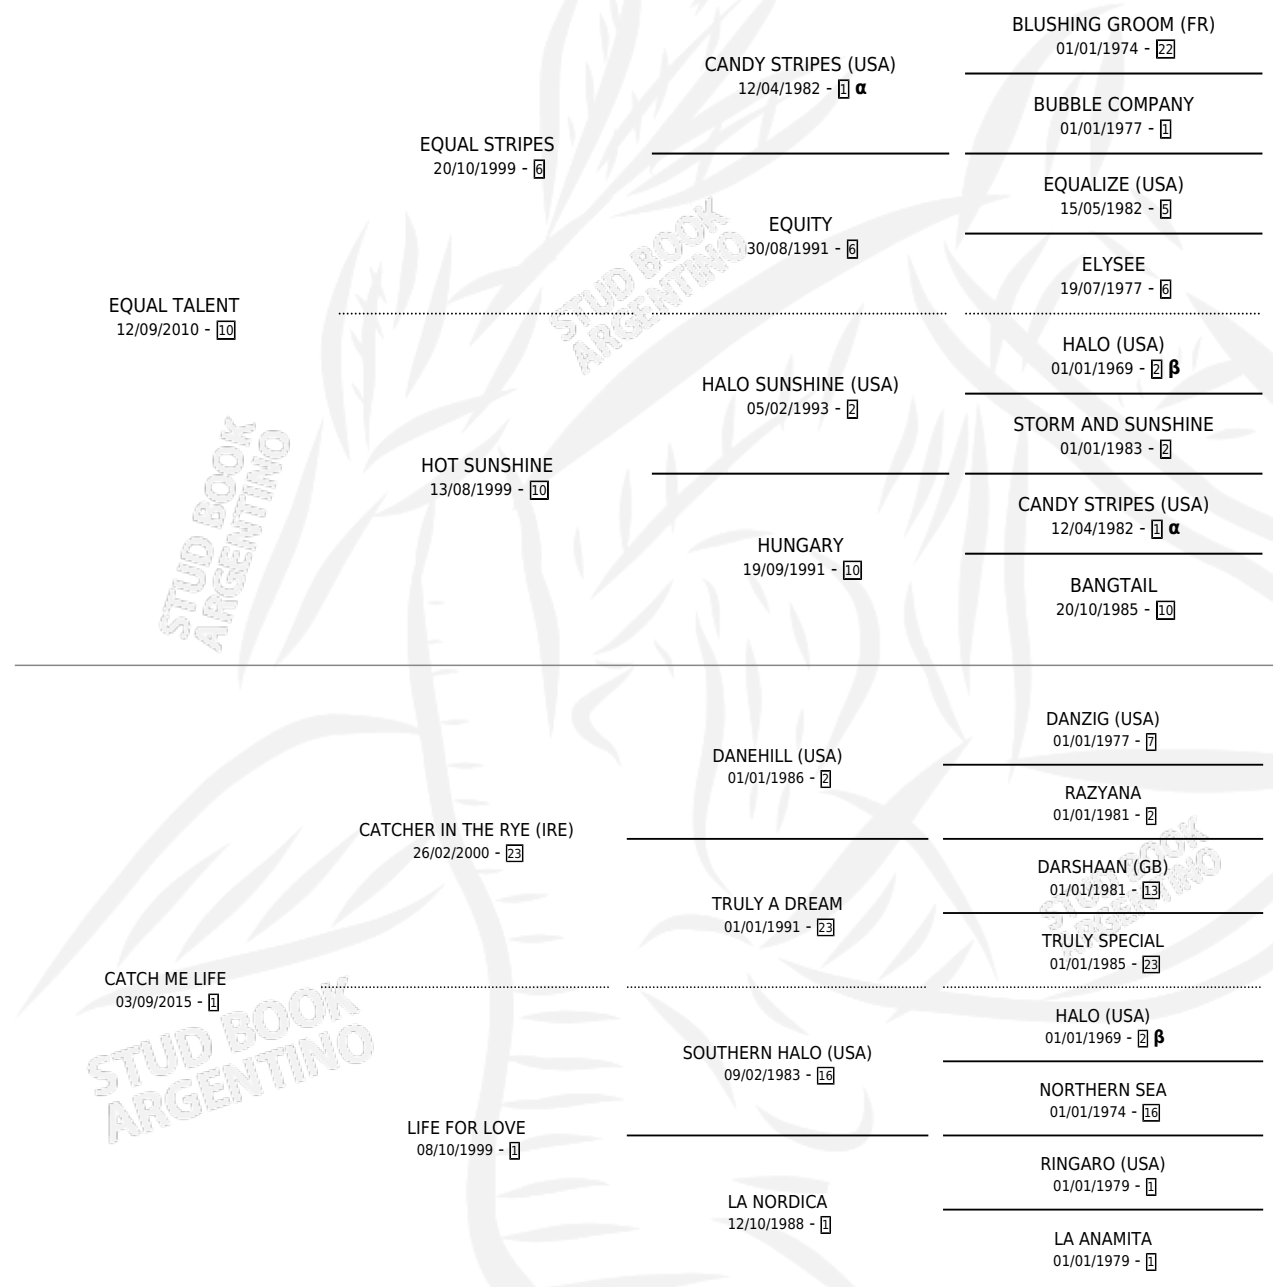 BLUSHING GROOM (FR)
01/01/1974 - 22
CANDY STRIPES (USA)
12/04/1982 - 1 α
BUBBLE COMPANY
01/01/1977 - 1
EQUAL STRIPES
20/10/1999 - 6
EQUALIZE (USA)
15/05/1982 - 5
EQUITY
30/08/1991 - 6
ELYSEE
19/07/1977 - 6
EQUAL TALENT
12/09/2010 - 10
HALO (USA)
01/01/1969 - 2 β
HALO SUNSHINE (USA)
05/02/1993 - 2
STORM AND SUNSHINE
01/01/1983 - 2
HOT SUNSHINE
13/08/1999 - 10
CANDY STRIPES (USA)
12/04/1982 - 1 α
HUNGARY
19/09/1991 - 10
BANGTAIL
20/10/1985 - 10
DANZIG (USA)
01/01/1977 - 7
DANEHILL (USA)
01/01/1986 - 2
RAZYANA
01/01/1981 - 2
CATCHER IN THE RYE (IRE)
26/02/2000 - 23
DARSHAAN (GB)
01/01/1981 - 13
TRULY A DREAM
01/01/1991 - 23
TRULY SPECIAL
01/01/1985 - 23
CATCH ME LIFE
03/09/2015 - 1
HALO (USA)
01/01/1969 - 2 β
SOUTHERN HALO (USA)
09/02/1983 - 16
NORTHERN SEA
01/01/1974 - 16
LIFE FOR LOVE
08/10/1999 - 1
RINGARO (USA)
01/01/1979 - 1
LA NORDICA
12/10/1988 - 1
LA ANAMITA
01/01/1979 - 1
STUD BOOK
ARGENTINO
STUD BOOK
ARGENTINO
STUD BOOK
ARGENTINO
STUD BOOK
ARGENTINO